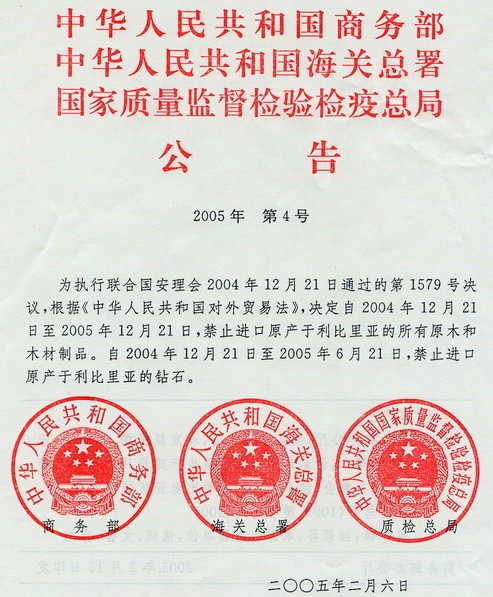 中华人民共和国商务部
中华人民共和国海关总署
国家质量监督检验检疫总局
公 告
2005年 第4号
为执行联合国安理会2004年12月21日通过的第1579号决
议,根据《中华人民共和国对外贸易法》,决定自2004年12月21
日至2005年12月21日,禁止进口原产于利比里亚的所有原木和
木材制品。自2004年12月21日至2005年6月21日,禁止进口
原产于利比里亚的钻石。
中华人民共和国商务部
中华人民共和国海关总署
中华人民共和国国家质量监督检验检疫总局
商 务 部
海关总署
质检总局
二〇〇五年二月六日